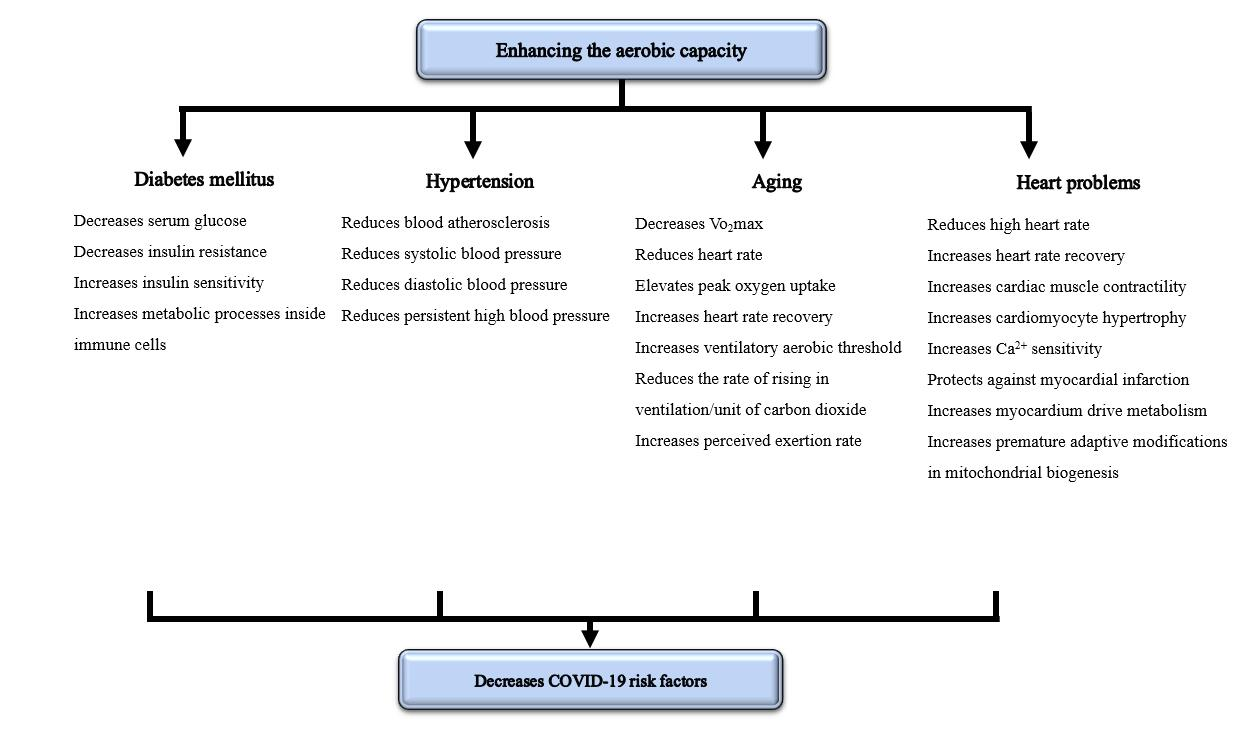 Enhancing the aerobic capacity
Diabetes mellitus
Decreases serum glucose
Decreases insulin resistance
Increases insulin sensitivity
Increases metabolic processes inside
immune cells
Hypertension
Reduces blood atherosclerosis
Reduces systolic blood pressure
Reduces diastolic blood pressure
Reduces persistent high blood pressure
Aging
Decreases Vo₂max
Reduces heart rate
Elevates peak oxygen uptake
Increases heart rate recovery
Increases ventilatory aerobic threshold
Reduces the rate of rising in
ventilation/unit of carbon dioxide
Increases perceived exertion rate
Heart problems
Reduces high heart rate
Increases heart rate recovery
Increases cardiac muscle contractility
Increases cardiomyocyte hypertrophy
Increases Ca²⁺ sensitivity
Protects against myocardial infarction
Increases myocardium drive metabolism
Increases premature adaptive modifications
in mitochondrial biogenesis
Decreases COVID-19 risk factors